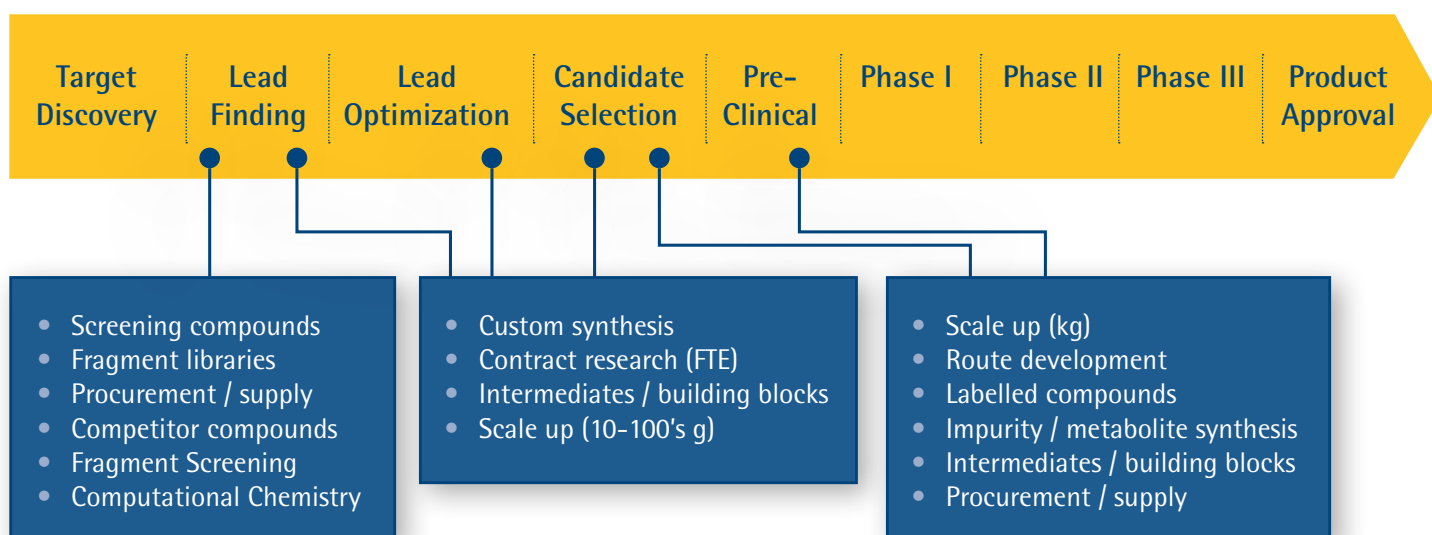 Target
Discovery
Lead
Finding
Lead
Optimization
Candidate
Selection
Pre-
Clinical
Phase I
Phase II
Phase III
Product
Approval
• Screening compounds
• Fragment libraries
• Procurement / supply
• Competitor compounds
• Fragment Screening
• Computational Chemistry
• Custom synthesis
• Contract research (FTE)
• Intermediates / building blocks
• Scale up (10-100's g)
• Scale up (kg)
• Route development
• Labelled compounds
• Impurity / metabolite synthesis
• Intermediates / building blocks
• Procurement / supply